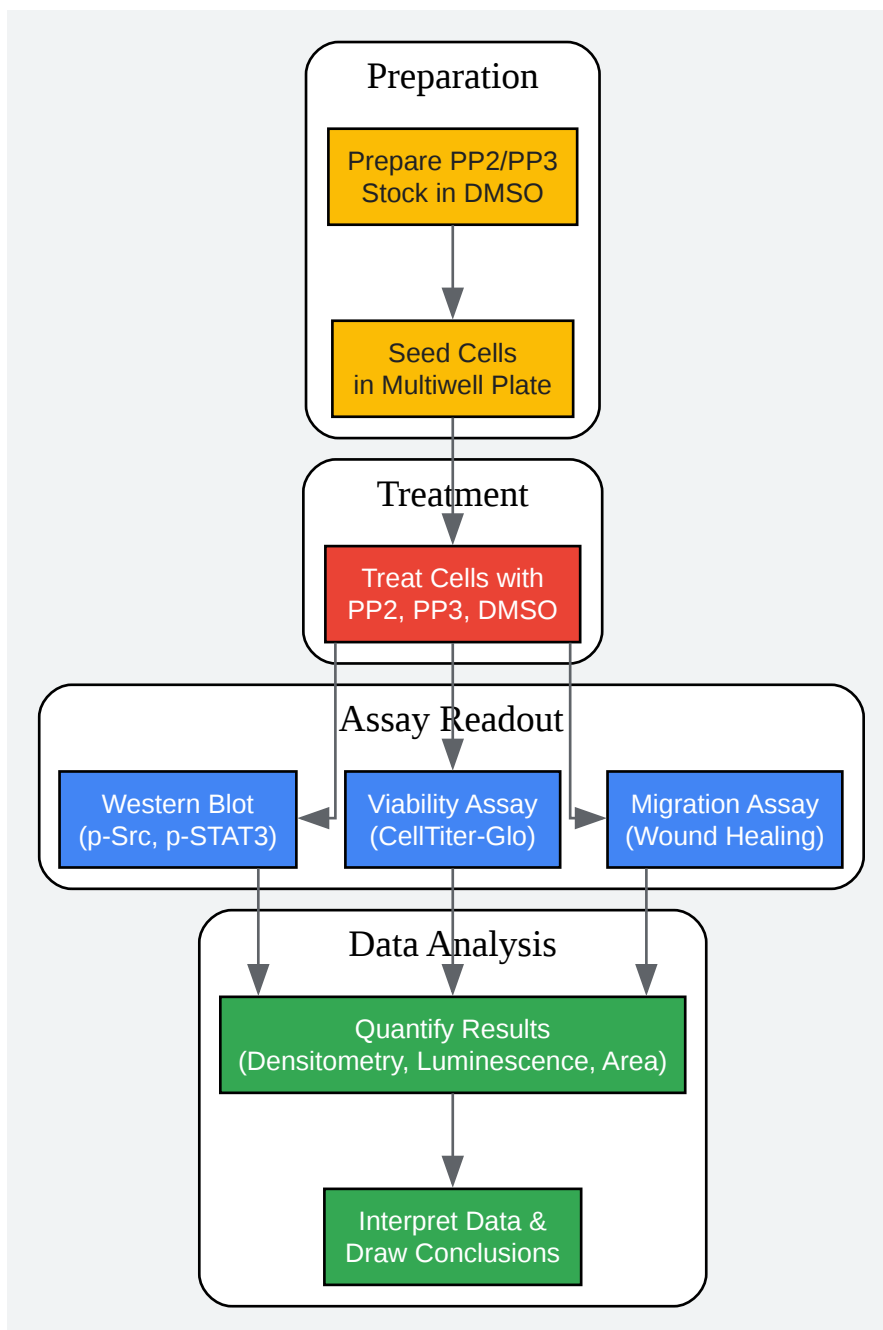 Preparation
Prepare PP2/PP3
Stock in DMSO
Seed Cells
in Multiwell Plate
Treatment
Treat Cells with
PP2, PP3, DMSO
Assay Readout
Western Blot
(p-Src, p-STAT3)
Viability Assay
(CellTiter-Glo)
Migration Assay
(Wound Healing)
Data Analysis
Quantify Results
(Densitometry, Luminescence, Area)
Interpret Data &
Draw Conclusions